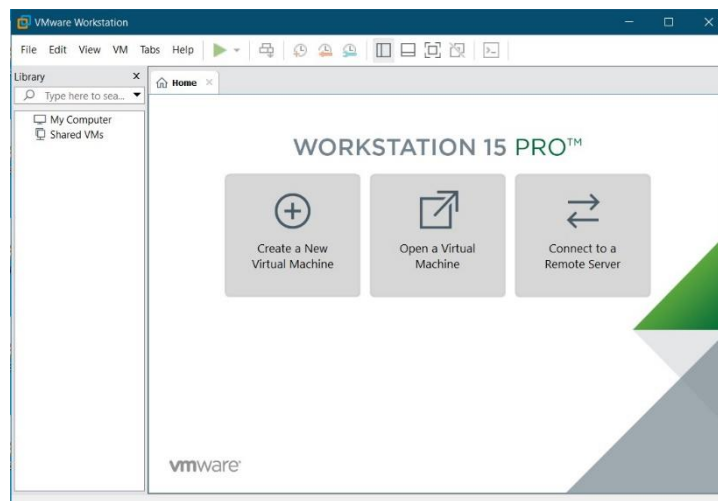 VMware Workstation
File Edit View VM Tabs Help
Library X
Home
Type here to sea...
My Computer
Shared VMs
WORKSTATION 15 PRO™
Create a New
Virtual Machine
Open a Virtual
Machine
Connect to a
Remote Server
vmware